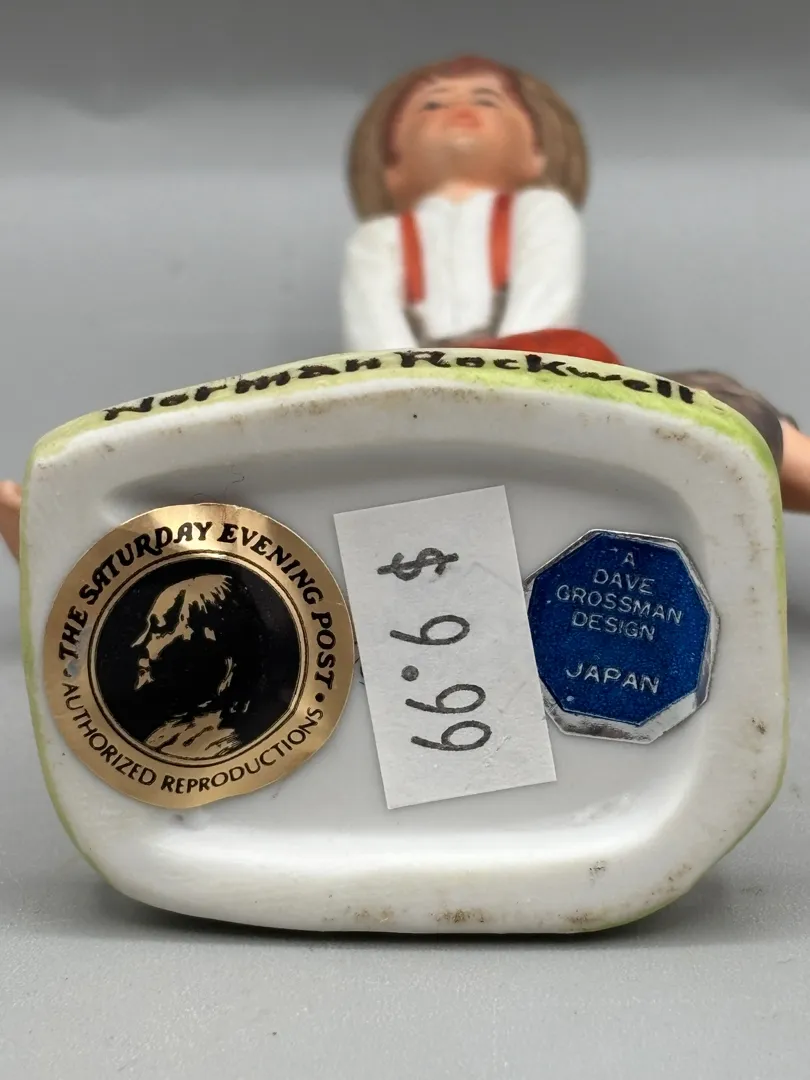 Norman Rockwell
THE SATURDAY EVENING POST
AUTHORIZED REPRODUCTIONS
$ 9.99
A
DAVE
GROSSMAN
DESIGN
JAPAN